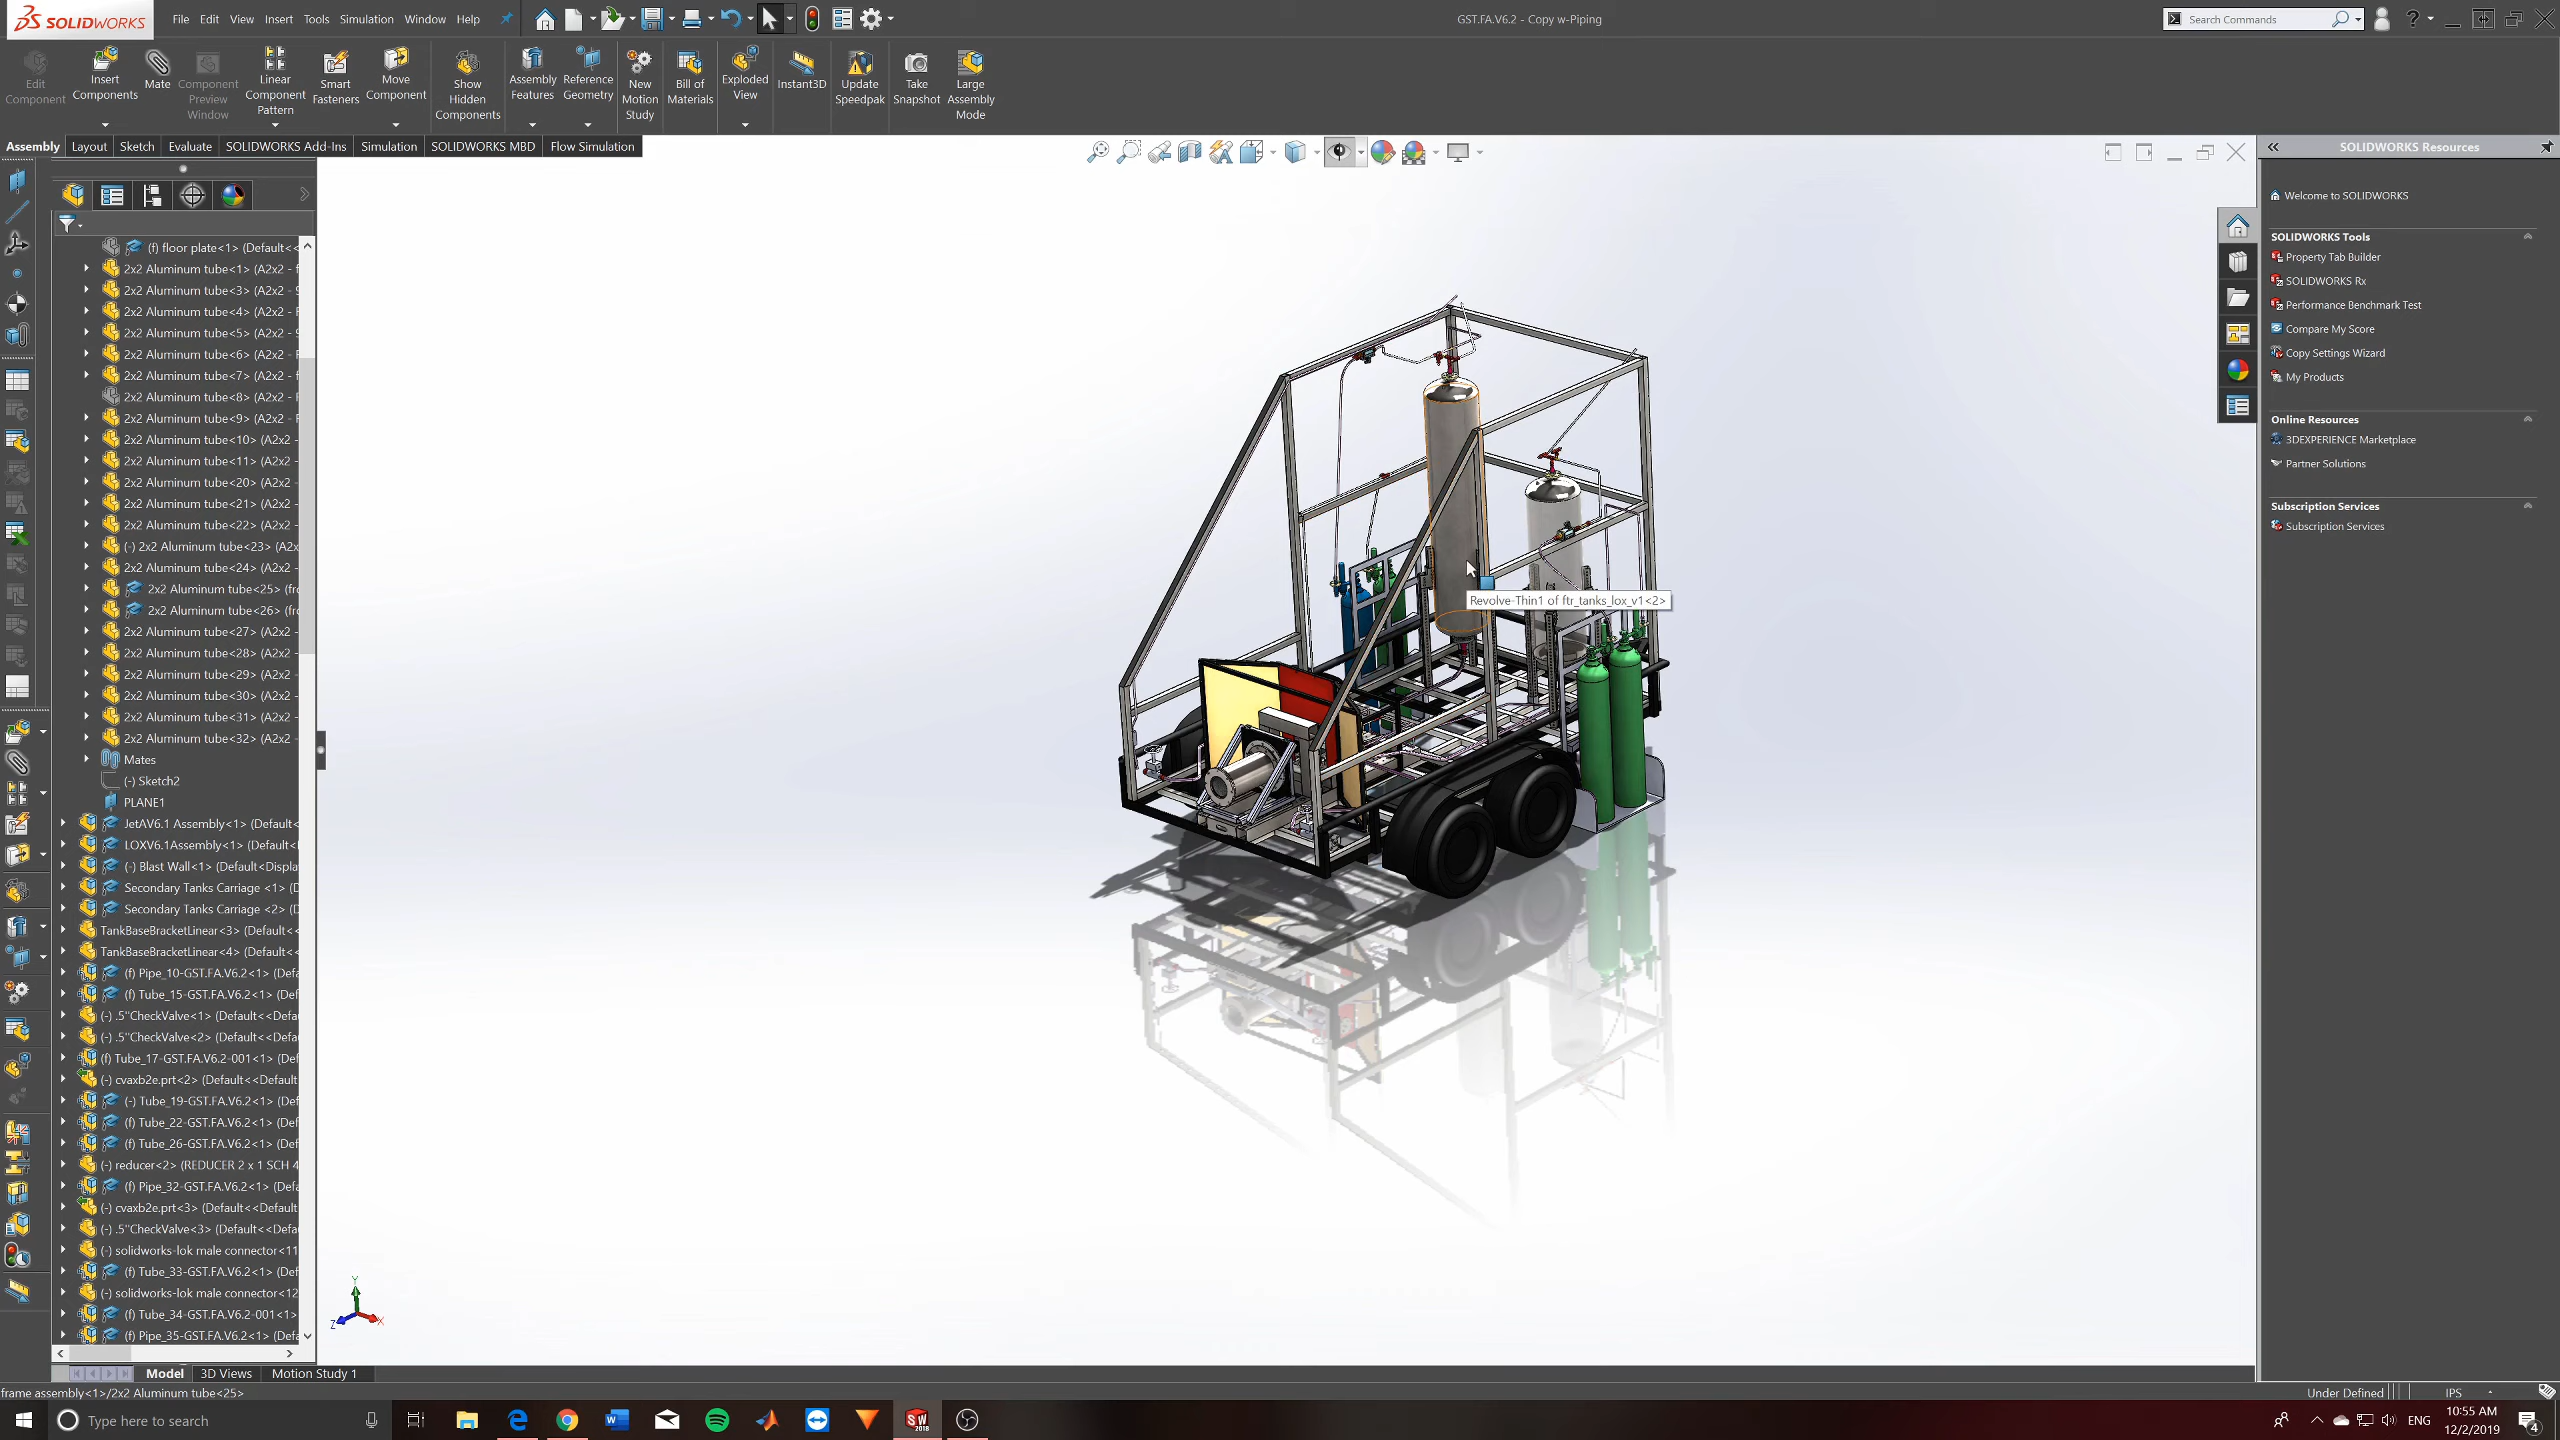 SOLIDWORKS File Edit View Insert Tools Simulation Window Help
GST.FA.V6.2 - Copy w-Piping
Search Commands
Edit Component
Insert Components
Mate
Component Preview Window
Linear Component Pattern
Smart Fasteners
Move Component
Show Hidden Components
Assembly Features
Reference Geometry
New Motion Study
Bill of Materials
Exploded View
Instant3D
Update Speedpak
Take Snapshot
Large Assembly Mode
Assembly Layout Sketch Evaluate SOLIDWORKS Add-Ins Simulation SOLIDWORKS MBD Flow Simulation
(f) floor plate<1> (Default<<
2x2 Aluminum tube<1> (A2x2 - f
2x2 Aluminum tube<3> (A2x2 - 9
2x2 Aluminum tube<4> (A2x2 - F
2x2 Aluminum tube<5> (A2x2 - 9
2x2 Aluminum tube<6> (A2x2 - F
2x2 Aluminum tube<7> (A2x2 - f
2x2 Aluminum tube<8> (A2x2 - F
2x2 Aluminum tube<9> (A2x2 - F
2x2 Aluminum tube<10> (A2x2 -
2x2 Aluminum tube<11> (A2x2 -
2x2 Aluminum tube<20> (A2x2 -
2x2 Aluminum tube<21> (A2x2 -
2x2 Aluminum tube<22> (A2x2 -
(-) 2x2 Aluminum tube<23> (A2x
2x2 Aluminum tube<24> (A2x2 -
2x2 Aluminum tube<25> (fro
2x2 Aluminum tube<26> (fro
2x2 Aluminum tube<27> (A2x2 -
2x2 Aluminum tube<28> (A2x2 -
2x2 Aluminum tube<29> (A2x2 -
2x2 Aluminum tube<30> (A2x2 -
2x2 Aluminum tube<31> (A2x2 -
2x2 Aluminum tube<32> (A2x2 -
Mates
(-) Sketch2
PLANE1
JetAV6.1 Assembly<1> (Default<
LOXV6.1Assembly<1> (Default<
(-) Blast Wall<1> (Default<Displa
Secondary Tanks Carriage <1> (D
Secondary Tanks Carriage <2> (D
TankBaseBracketLinear<3> (Default<<
TankBaseBracketLinear<4> (Default<<
(f) Pipe_10-GST.FA.V6.2<1> (Defa
(f) Tube_15-GST.FA.V6.2<1> (Def
(-) .5"CheckValve<1> (Default<<Defau
(-) .5"CheckValve<2> (Default<<Defau
(f) Tube_17-GST.FA.V6.2-001<1> (Def
(-) cvaxb2e.prt<2> (Default<<Default
(-) Tube_19-GST.FA.V6.2<1> (Def
(f) Tube_22-GST.FA.V6.2<1> (Def
(f) Tube_26-GST.FA.V6.2<1> (Def
(-) reducer<2> (REDUCER 2 x 1 SCH 4
(f) Pipe_32-GST.FA.V6.2<1> (Defa
(-) cvaxb2e.prt<3> (Default<<Default
(-) .5"CheckValve<3> (Default<<Defau
(-) solidworks-lok male connector<11
(f) Tube_33-GST.FA.V6.2<1> (Def
(-) solidworks-lok male connector<12
(f) Tube_34-GST.FA.V6.2-001<1>
(f) Pipe_35-GST.FA.V6.2<1> (Defa
Revolve-Thin1 of ftr_tanks_lox_v1<2>
Y
Z
X
SOLIDWORKS Resources
Welcome to SOLIDWORKS
SOLIDWORKS Tools
Property Tab Builder
SOLIDWORKS Rx
Performance Benchmark Test
Compare My Score
Copy Settings Wizard
My Products
Online Resources
3DEXPERIENCE Marketplace
Partner Solutions
Subscription Services
Subscription Services
Model 3D Views Motion Study 1
frame assembly<1>/2x2 Aluminum tube<25>
Under Defined IPS
Type here to search
SW 2018
ENG
10:55 AM
12/2/2019
4